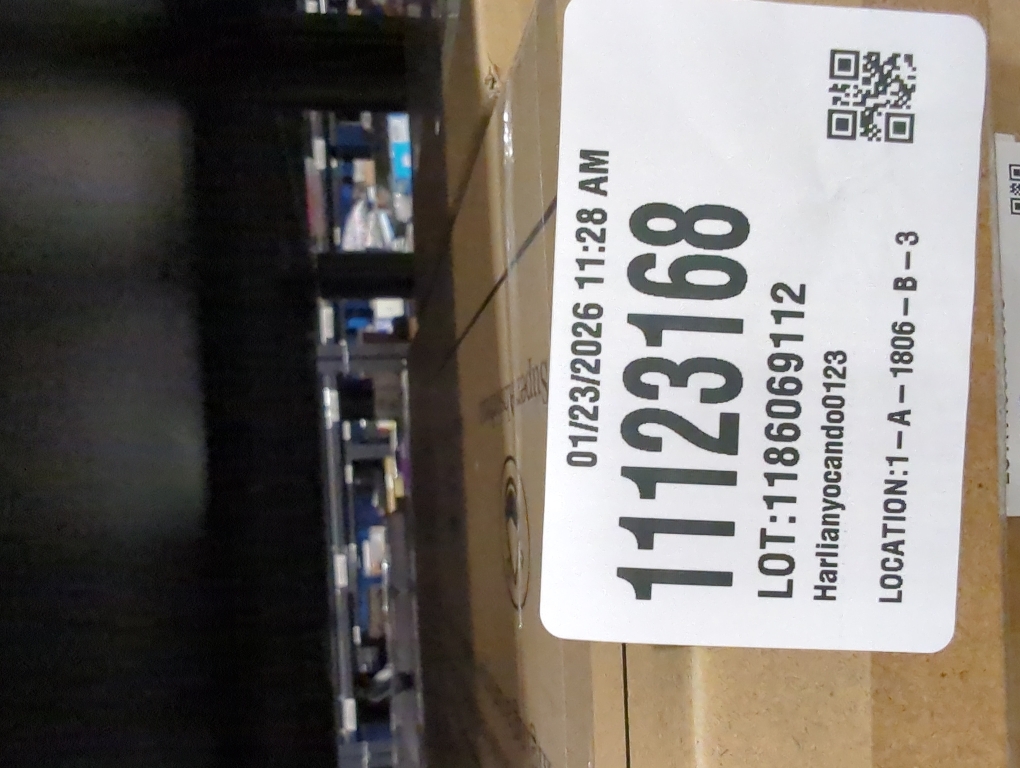 01/23/2026 11:28 AM
11123168
LOT:1186069112
Harlianyocando0123
LOCATION:1-A-1806-B-3